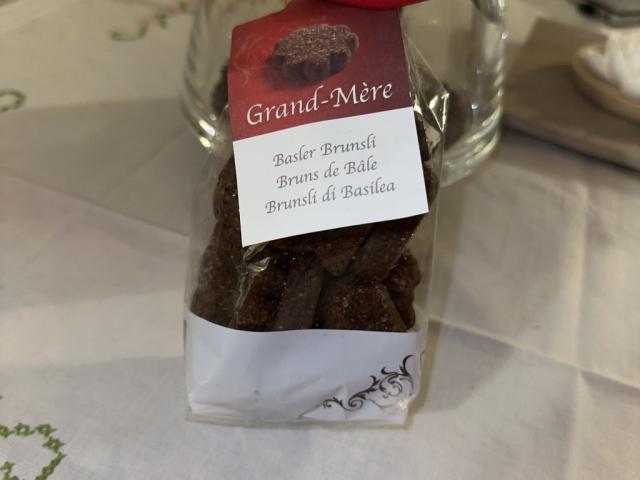 Grand-Mère
Basler Brunsli
Bruns de Bâle
Brunsli di Basilea